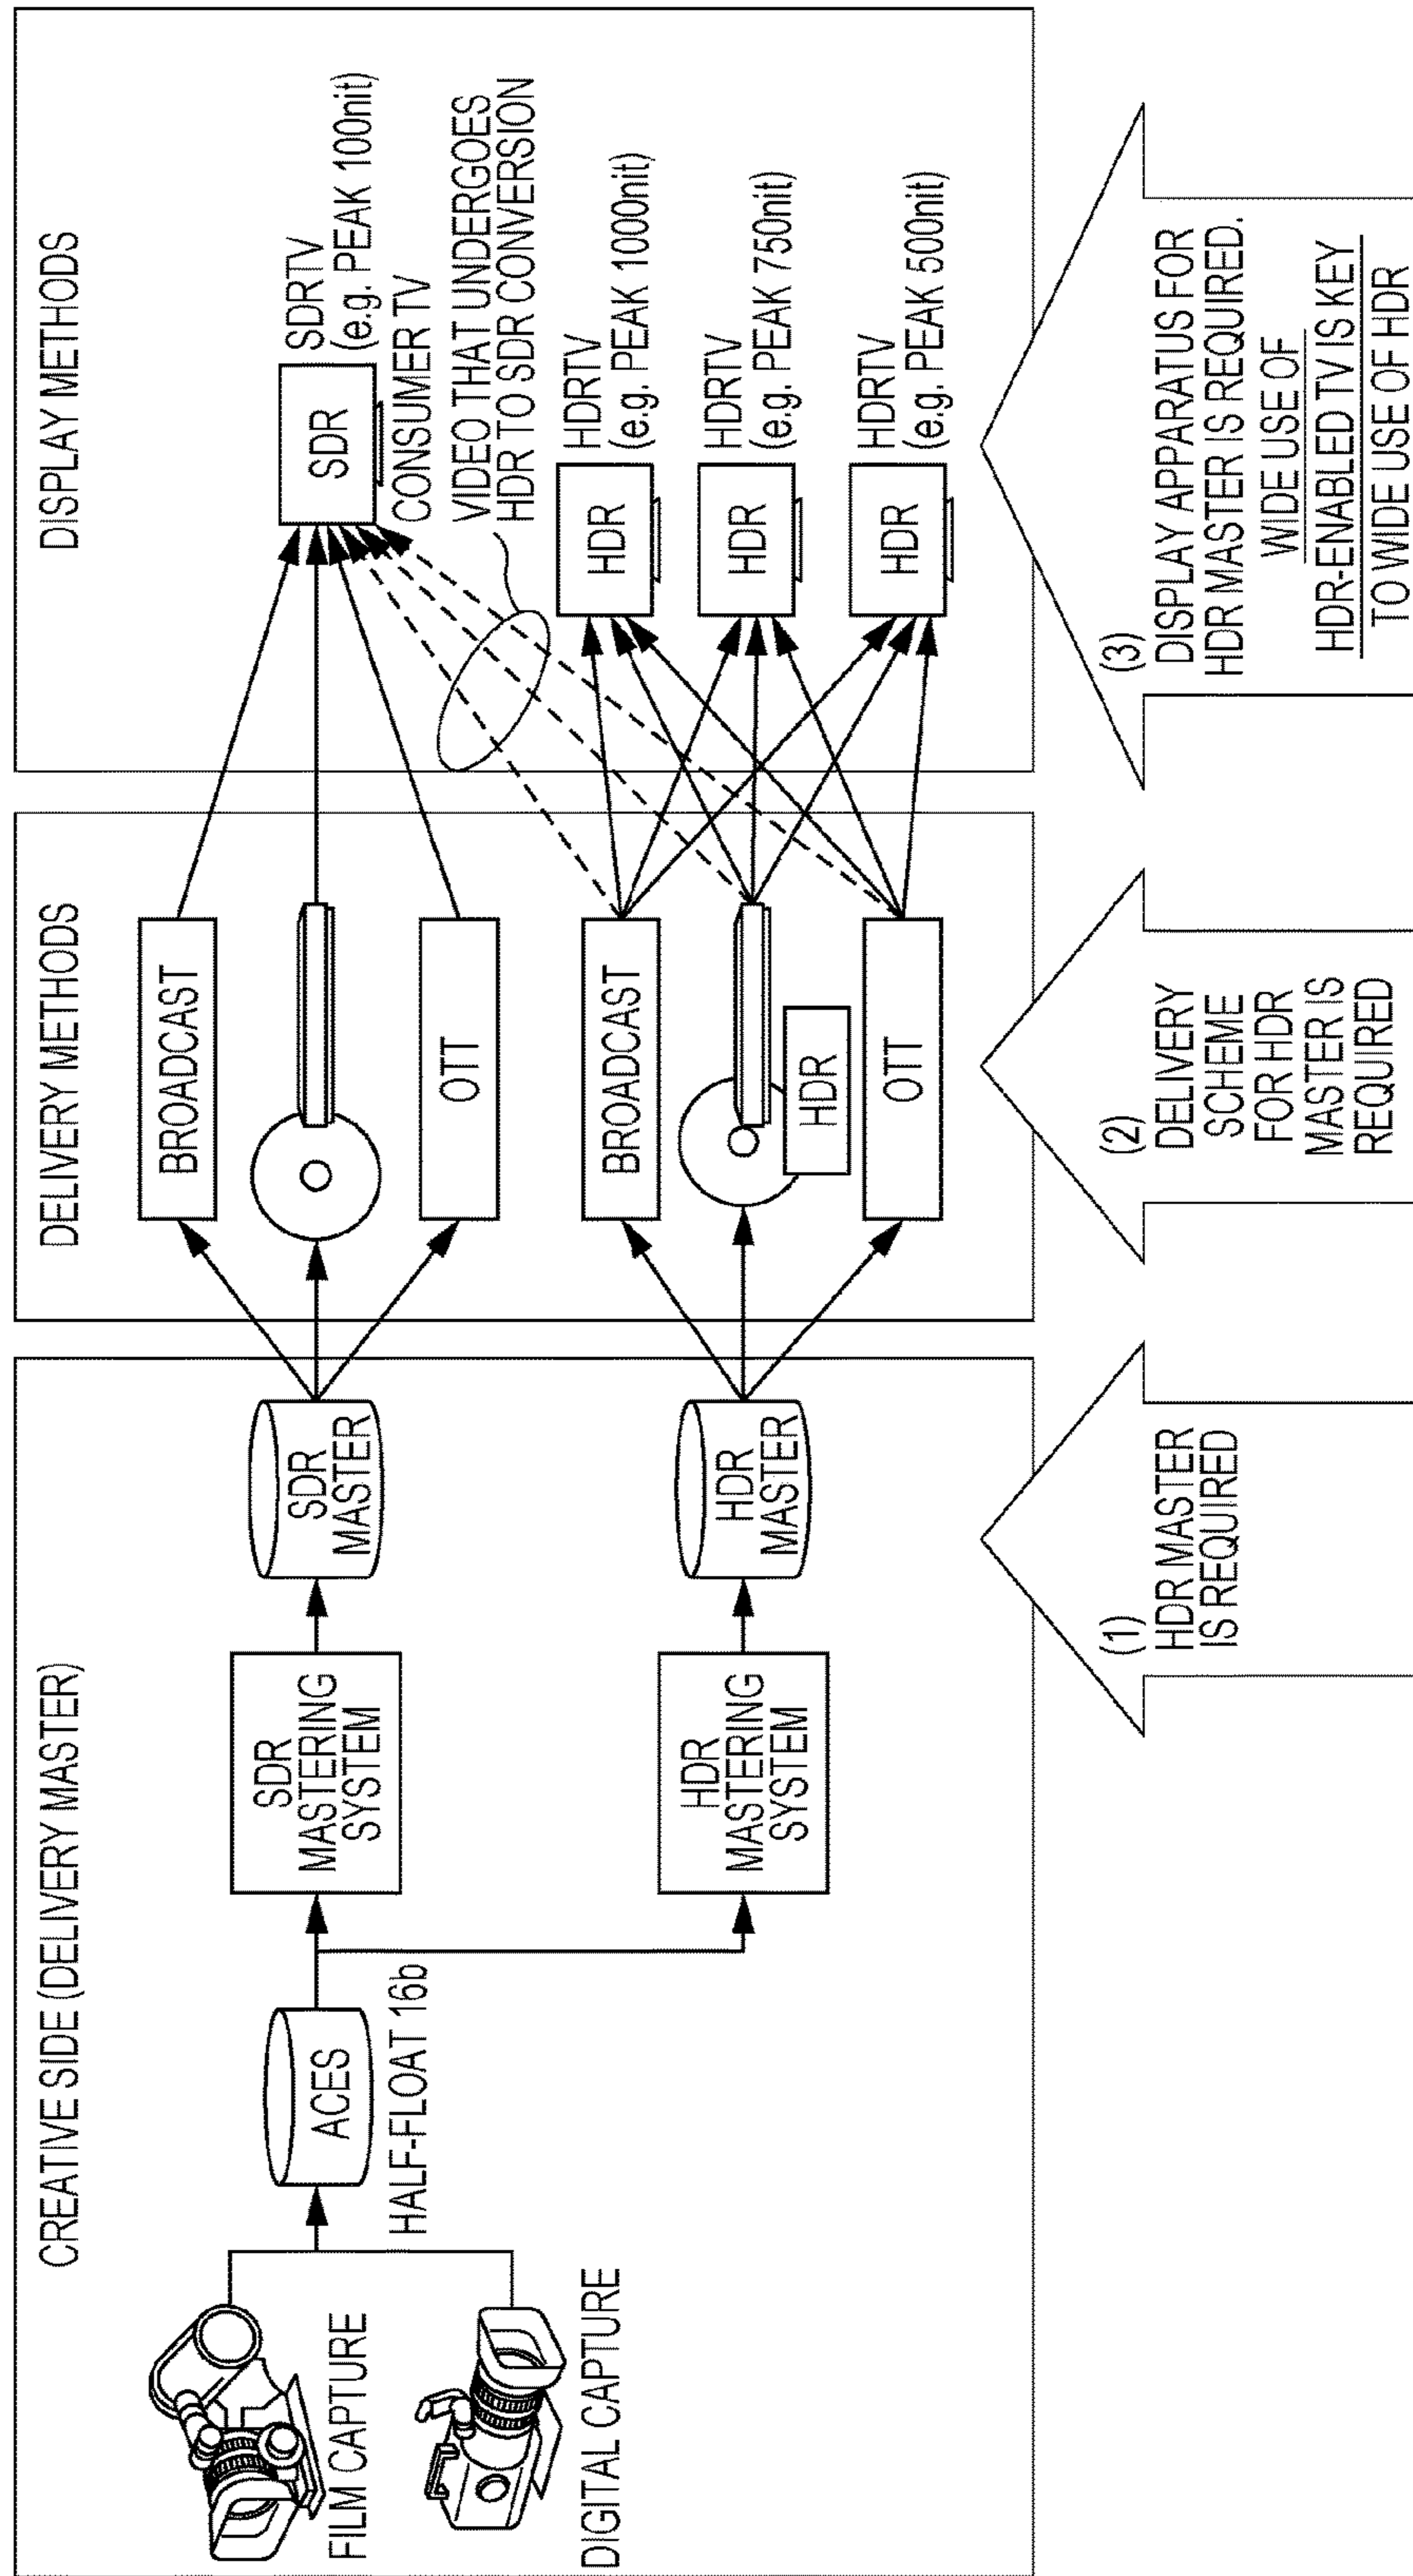 CREATIVE SIDE (DELIVERY MASTER)
FILM CAPTURE
DIGITAL CAPTURE
ACES
HALF-FLOAT 16b
SDR
MASTERING
SYSTEM
HDR
MASTERING
SYSTEM
SDR
MASTER
HDR
MASTER
DELIVERY METHODS
BROADCAST
OTT
BROADCAST
HDR
OTT
DISPLAY METHODS
SDR
SDRTV
(e.g. PEAK 100nit)
CONSUMER TV
VIDEO THAT UNDERGOES
HDR TO SDR CONVERSION
HDR
HDRTV
(e.g. PEAK 1000nit)
HDR
HDRTV
(e.g. PEAK 750nit)
HDR
HDRTV
(e.g. PEAK 500nit)
(1)
HDR MASTER
IS REQUIRED
(2)
DELIVERY
SCHEME
FOR HDR
MASTER IS
REQUIRED
(3)
DISPLAY APPARATUS FOR
HDR MASTER IS REQUIRED.
WIDE USE OF
HDR-ENABLED TV IS KEY
TO WIDE USE OF HDR